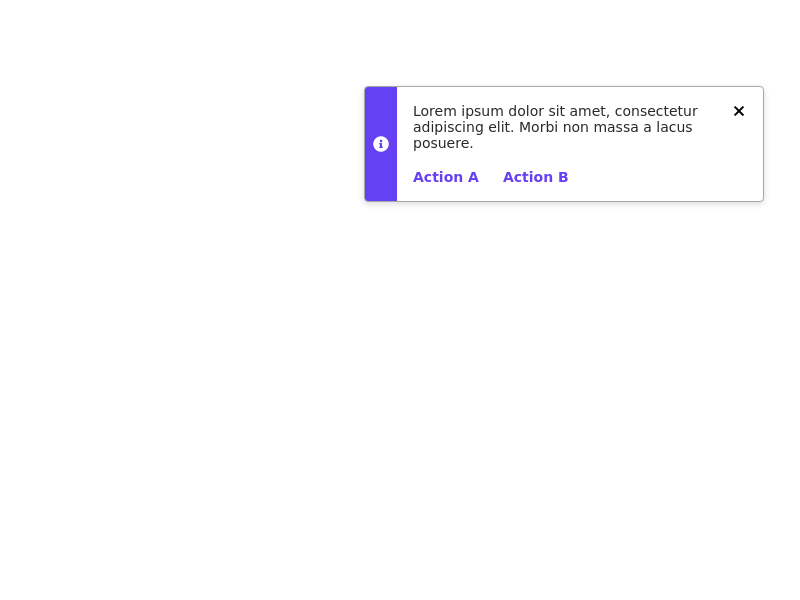 Lorem ipsum dolor sit amet, consectetur
adipiscing elit. Morbi non massa a lacus
posuere.
Action A Action B